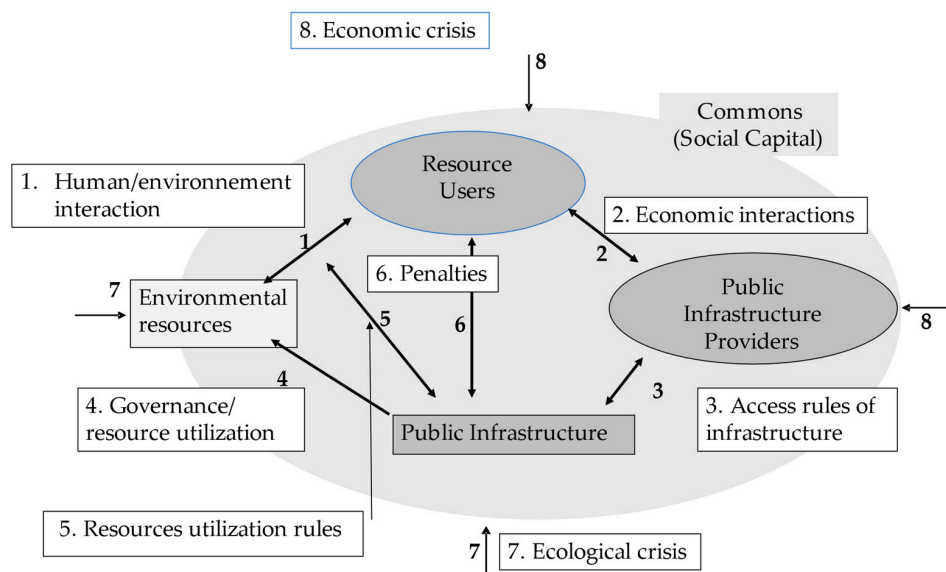 8. Economic crisis
8
Commons
(Social Capital)
Resource
Users
1. Human/environnement
interaction
2. Economic interactions
1
2
6. Penalties
7
Environmental
resources
5
6
Public
Infrastructure
Providers
8
4
3
4. Governance/
resource utilization
Public Infrastructure
3. Access rules of
infrastructure
5. Resources utilization rules
7
7. Ecological crisis